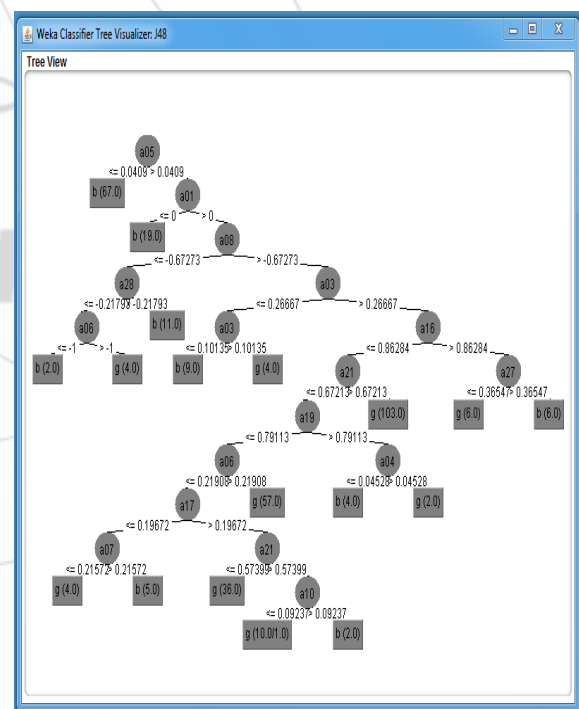 Weka Classifier Tree Visualizer: J48
Tree View
a05
<= 0.0409 > 0.0409
b (67.0) a01
<= 0 > 0
b (19.0) a08
<= -0.67273 > -0.67273
a28 a03
<= -0.21793 > -0.21793 <= 0.26667 > 0.26667
a06 b (11.0) a03 a16
<= -1 > -1 <= 0.10135 > 0.10135 <= 0.86284 > 0.86284
b (2.0) g (4.0) b (9.0) g (4.0) a21 a27
<= 0.67213 > 0.67213 <= 0.36547 > 0.36547
a19 g (103.0) g (6.0) b (6.0)
<= 0.79113 > 0.79113
a06 a04
<= 0.21908 > 0.21908 <= 0.04528 > 0.04528
a17 g (57.0) b (4.0) g (2.0)
<= 0.19672 > 0.19672
a07 a21
<= 0.21572 > 0.21572 <= 0.57399 > 0.57399
g (4.0) b (5.0) g (36.0) a10
<= 0.09237 > 0.09237
g (10.0/1.0) b (2.0)